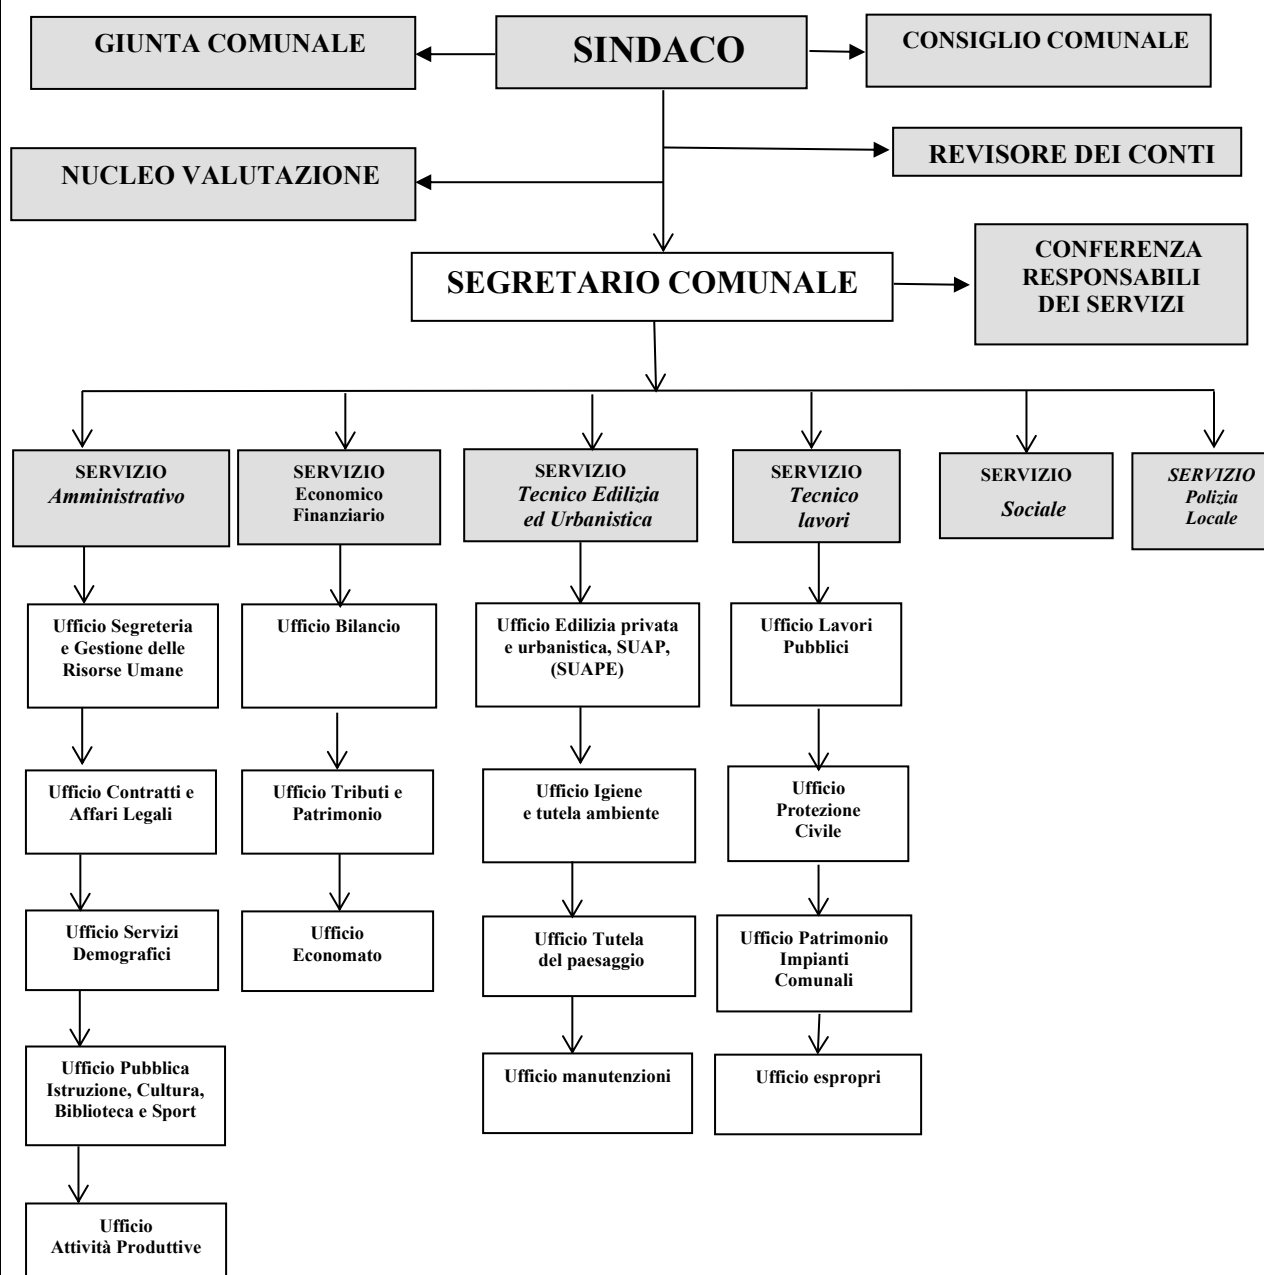 GIUNTA COMUNALE
SINDACO
CONSIGLIO COMUNALE
REVISORE DEI CONTI
NUCLEO VALUTAZIONE
SEGRETARIO COMUNALE
CONFERENZA
RESPONSABILI
DEI SERVIZI
SERVIZIO
Amministrativo
SERVIZIO
Economico
Finanziario
SERVIZIO
Tecnico Edilizia
ed Urbanistica
SERVIZIO
Tecnico
lavori
SERVIZIO
Sociale
SERVIZIO
Polizia
Locale
Ufficio Segreteria
e Gestione delle
Risorse Umane
Ufficio Bilancio
Ufficio Edilizia privata
e urbanistica, SUAP,
(SUAPE)
Ufficio Lavori
Pubblici
Ufficio Contratti e
Affari Legali
Ufficio Tributi e
Patrimonio
Ufficio Igiene
e tutela ambiente
Ufficio
Protezione
Civile
Ufficio Servizi
Demografici
Ufficio
Economato
Ufficio Tutela
del paesaggio
Ufficio Patrimonio
Impianti
Comunali
Ufficio Pubblica
Istruzione, Cultura,
Biblioteca e Sport
Ufficio manutenzioni
Ufficio espropri
Ufficio
Attività Produttive